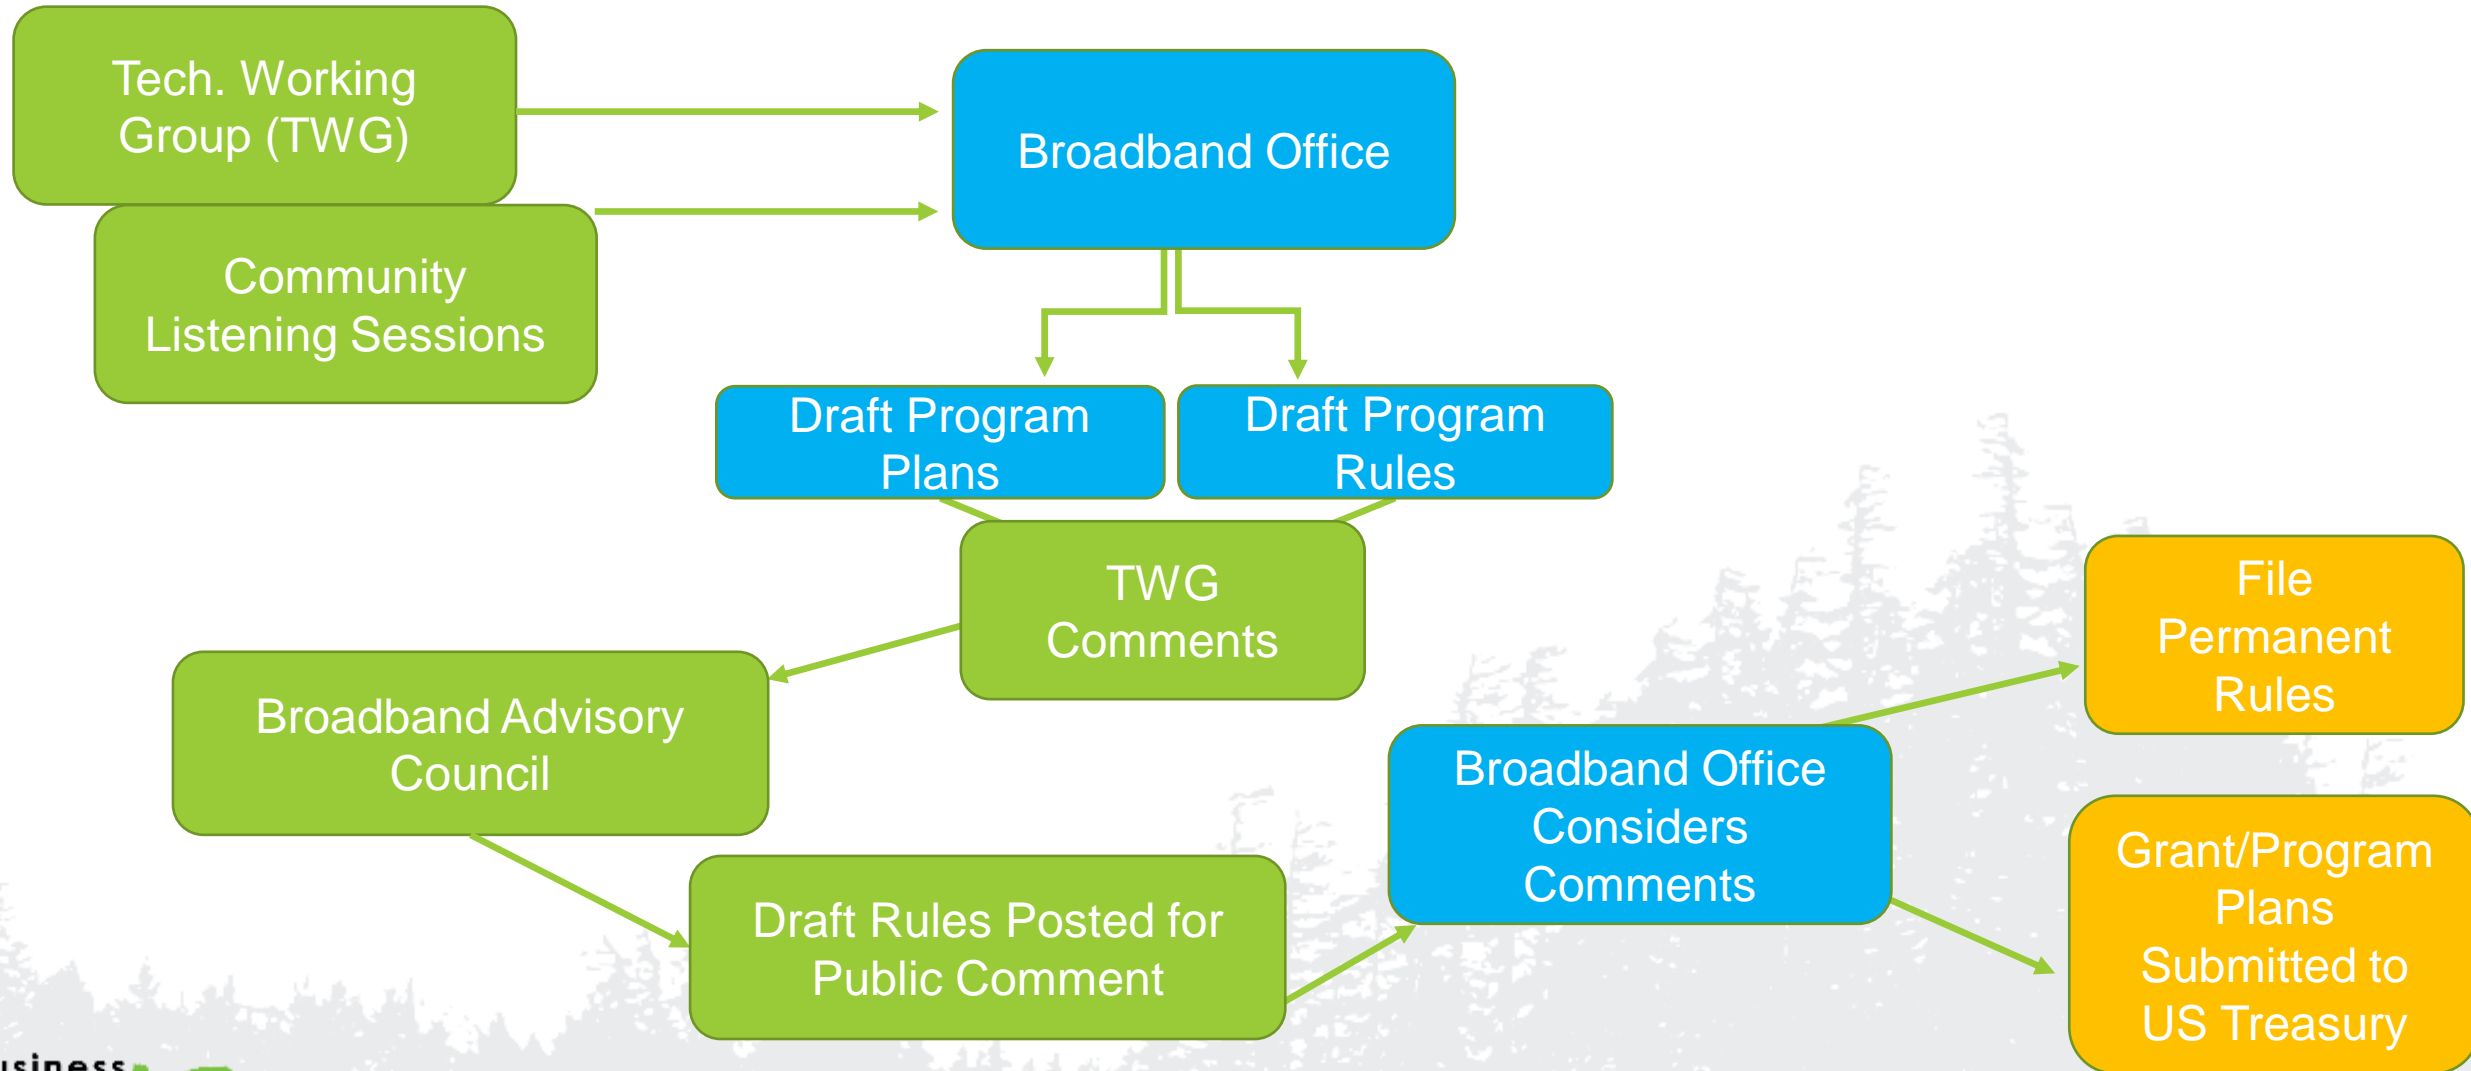 Tech. Working
Group (TWG)
Broadband Office
Community
Listening Sessions
Draft Program
Plans
Draft Program
Rules
TWG
Comments
File
Permanent
Rules
Broadband Advisory
Council
Broadband Office
Considers
Comments
Draft Rules Posted for
Public Comment
Grant/Program
Plans
Submitted to
US Treasury